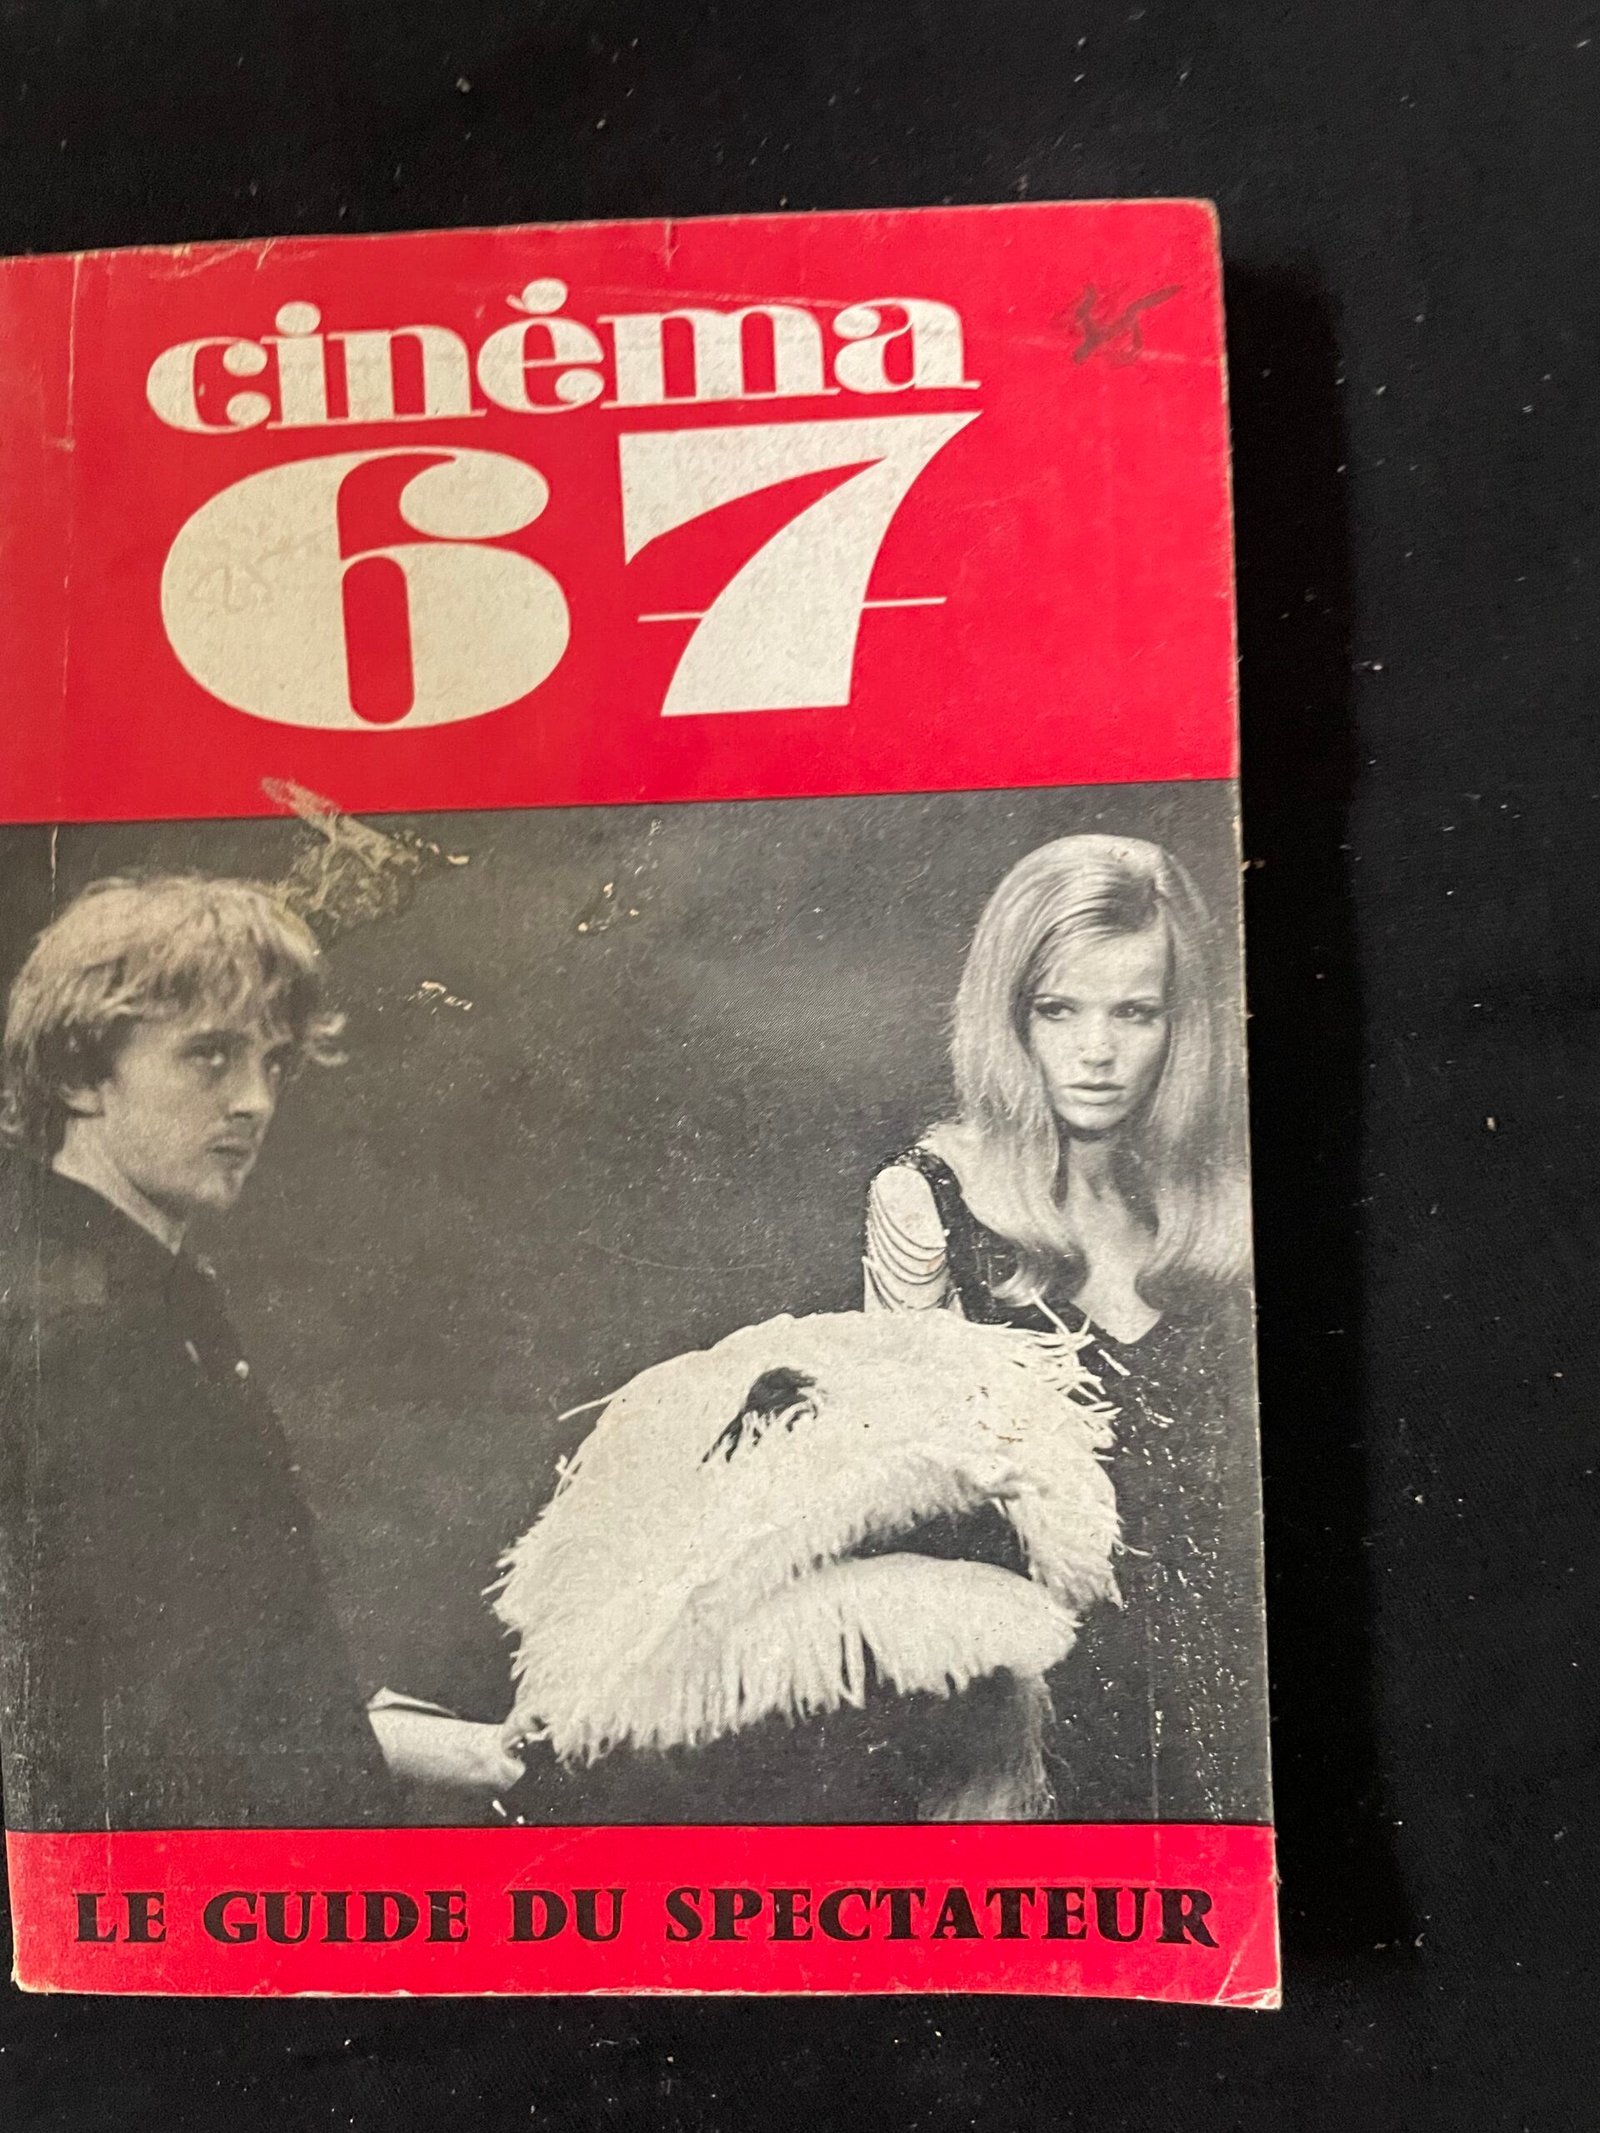 cinéma
67
LE GUIDE DU SPECTATEUR